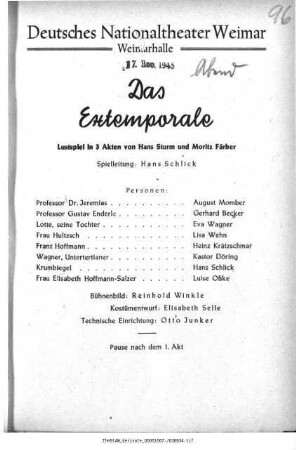 96
Deutsches Nationaltheater Weimar
Weimarhalle
17. Nov. 1945
Abend
Das
Extemporale
Lustspiel in 3 Akten von Hans Sturm und Moritz Färber
Spielleitung: Hans Schlick
Personen:
Professor Dr. Jeremias . . . . . . . . . . August Momber
Professor Gustav Enderle . . . . . . . . . Gerhard Becker
Lotte, seine Tochter . . . . . . . . . . . Eva Wagner
Frau Hultzsch . . . . . . . . . . . . . Lisa Wehn
Franz Hoffmann . . . . . . . . . . . . Heinz Krätzschmar
Wagner, Untertertianer . . . . . . . . . . Kastor Döring
Krumbiegel . . . . . . . . . . . . . . Hans Schlick
Frau Elisabeth Hoffmann-Salzer . . . . . . . Luise Oßke
Bühnenbild: Reinhold Winkle
Kostümentwurf: Elisabeth Selle
Technische Einrichtung: Otto Junker
Pause nach dem 1. Akt